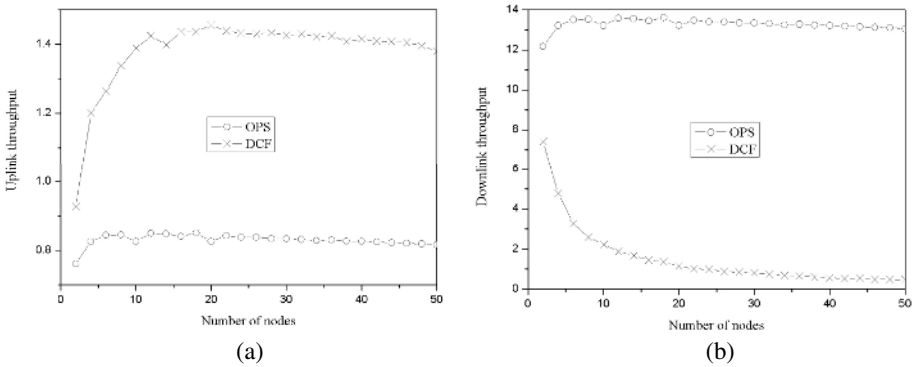 1.4
1.2
1.0
0.8
Uplink throughput
OPS
DCF
0 10 20 30 40 50
Number of nodes
(a)
14
12
10
8
6
4
2
0
Downlink throughput
OPS
DCF
0 10 20 30 40 50
Number of nodes
(b)